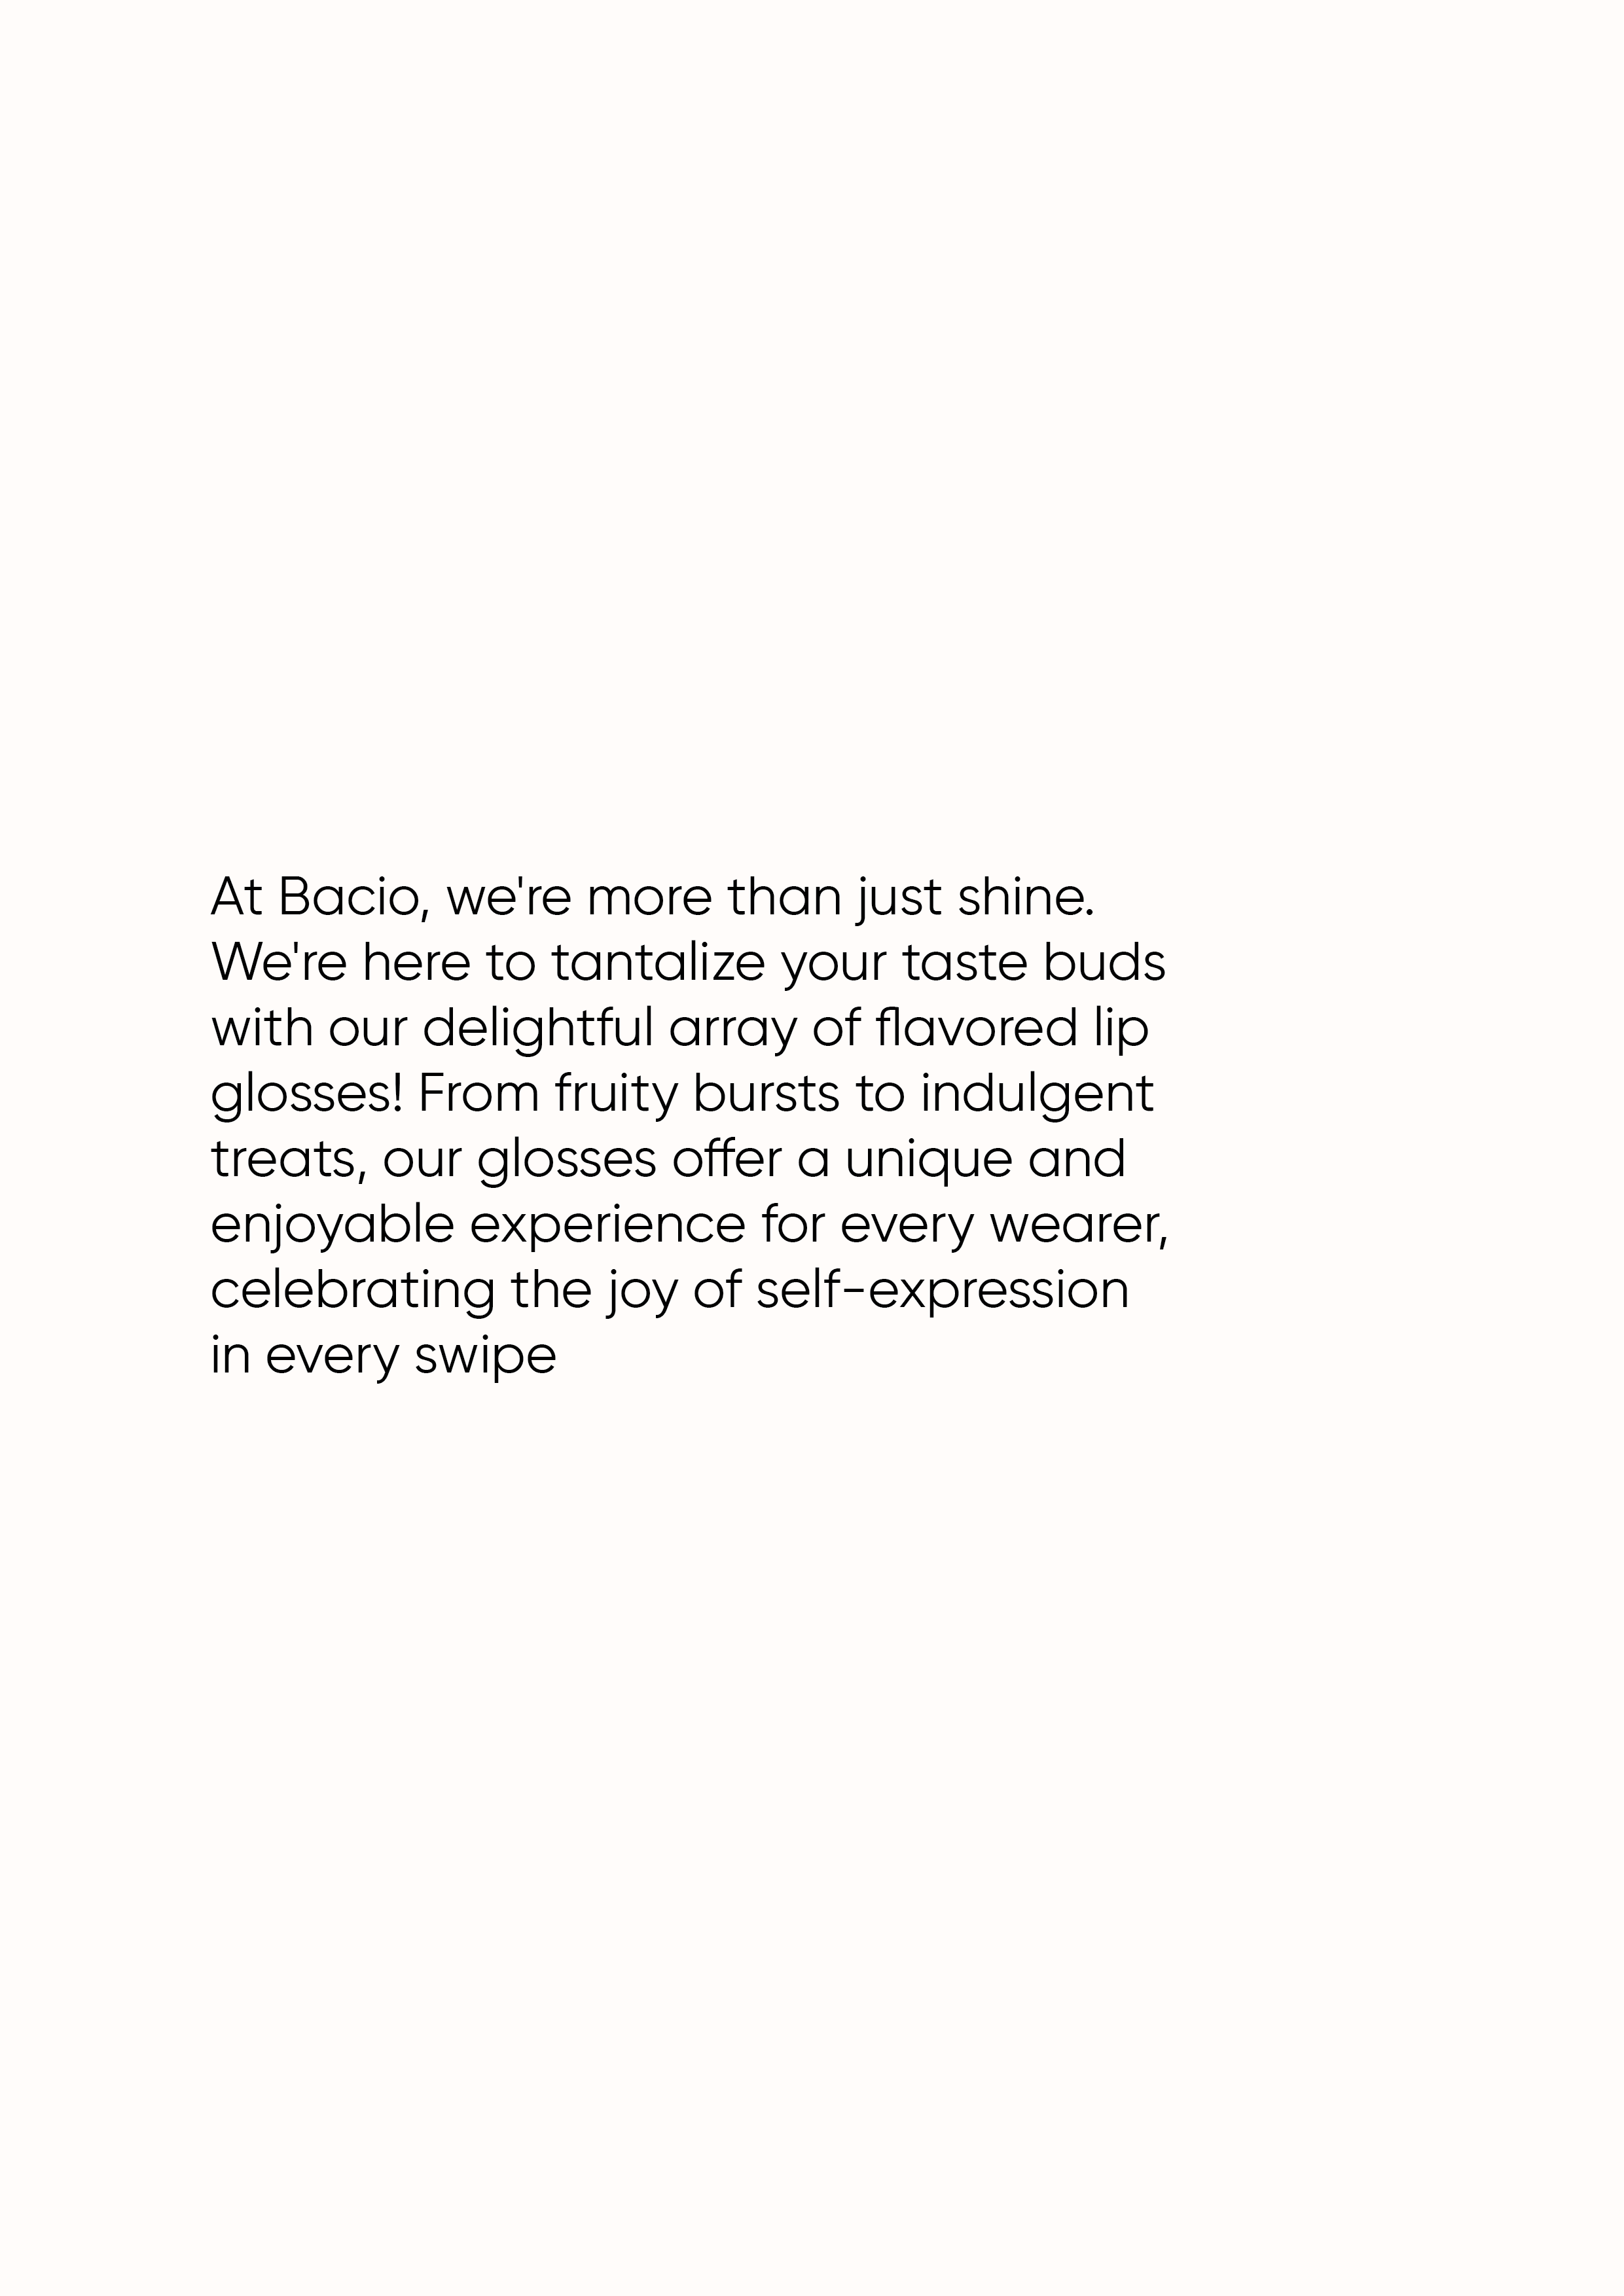 At Bacio, we're more than just shine.
We're here to tantalize your taste buds
with our delightful array of flavored lip
glosses! From fruity bursts to indulgent
treats, our glosses offer a unique and
enjoyable experience for every wearer,
celebrating the joy of self-expression
in every swipe